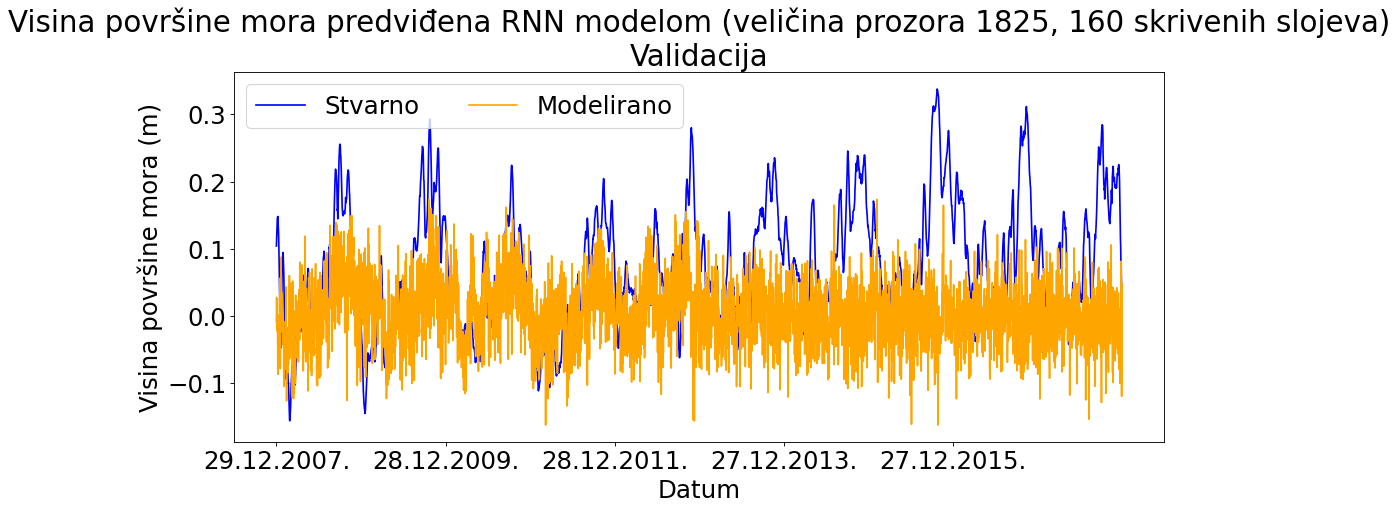 Visina površine mora predviđena RNN modelom (veličina prozora 1825, 160 skrivenih slojeva)
Validacija
Stvarno
Modelirano
Visina površine mora (m)
0.3
0.2
0.1
0.0
−0.1
29.12.2007.
28.12.2009.
28.12.2011.
27.12.2013.
27.12.2015.
Datum